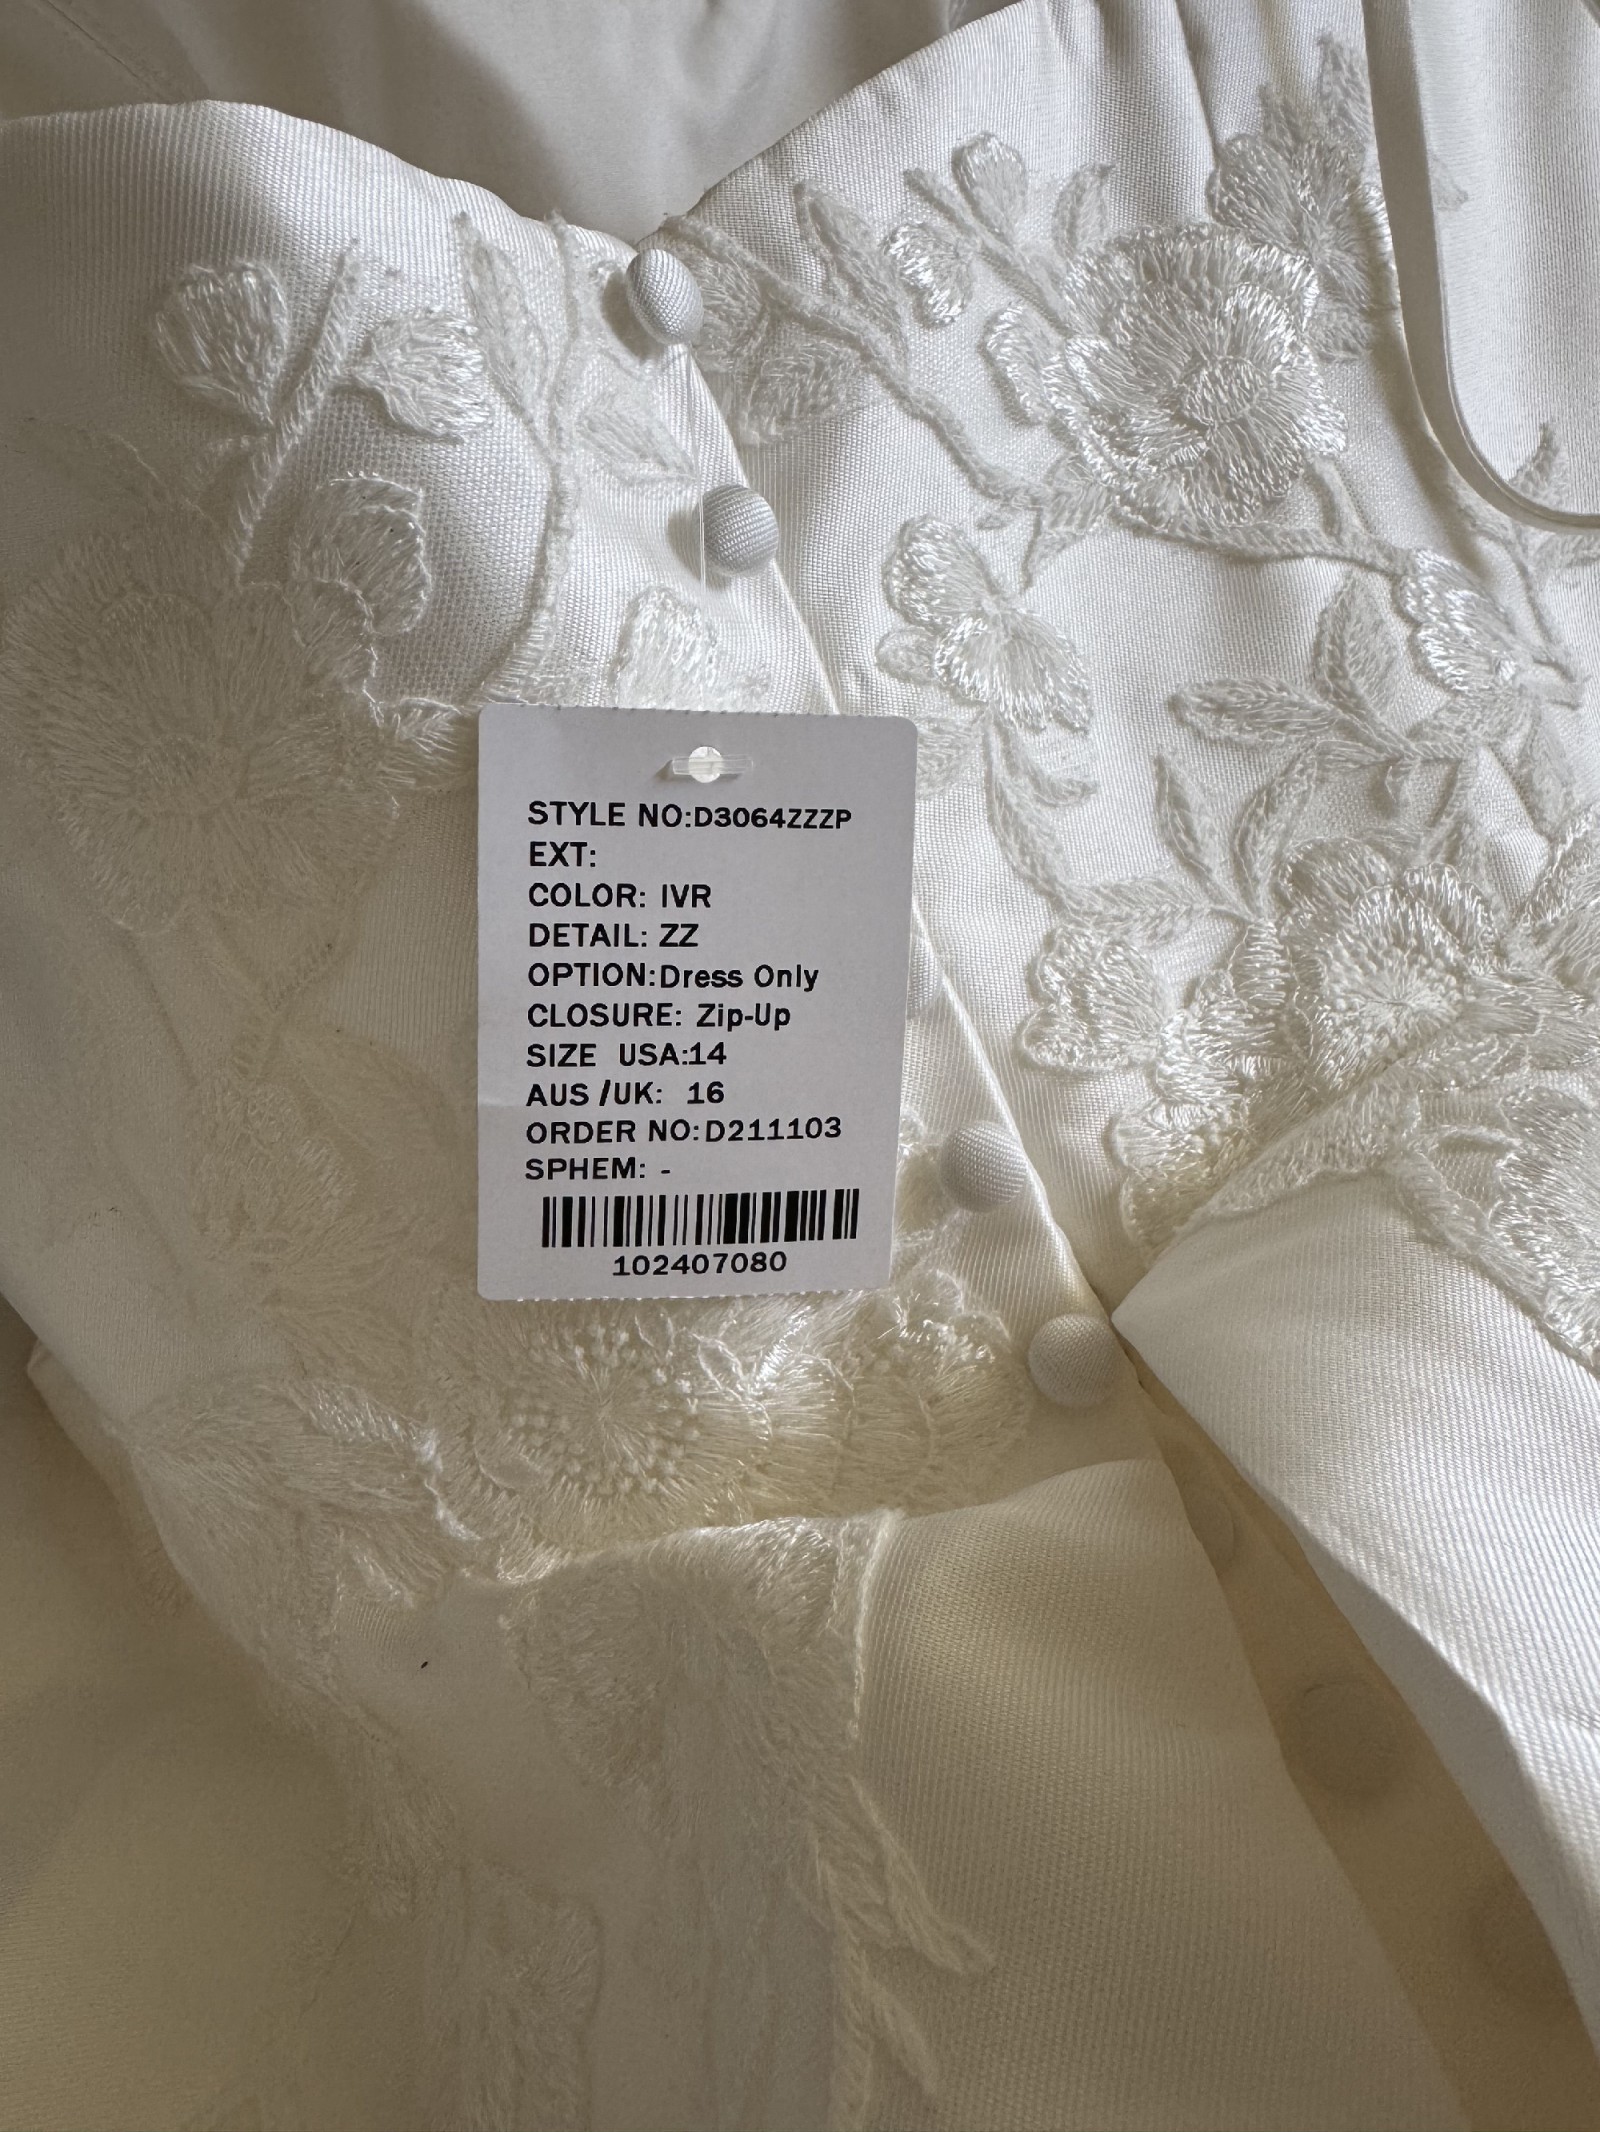 STYLE NO:D3064ZZZP
EXT:
COLOR: IVR
DETAIL: ZZ
OPTION:Dress Only
CLOSURE: Zip-Up
SIZE USA:14
AUS /UK: 16
ORDER NO:D211103
SPHEM: -
102407080